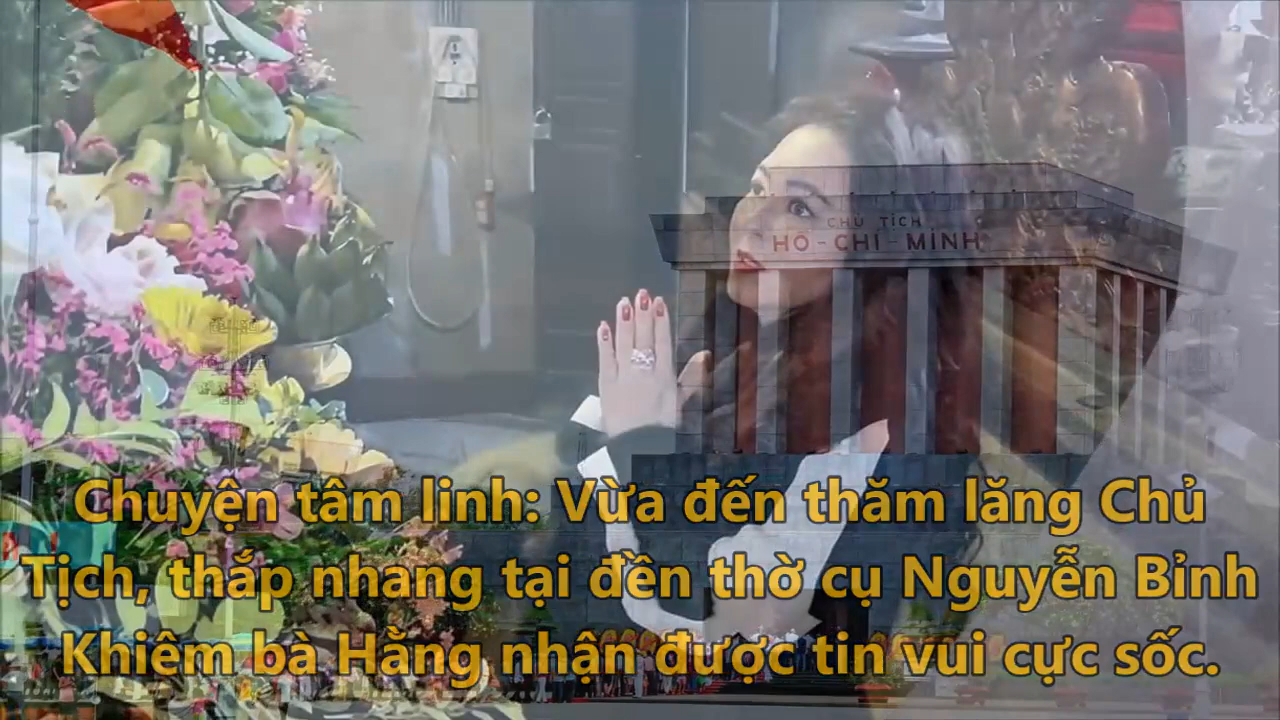 CHỦ TỊCH
HỒ-CHÍ-MINH
Chuyện tâm linh: Vừa đến thăm lăng Chủ
Tịch, thắp nhang tại đền thờ cụ Nguyễn Bỉnh
Khiêm bà Hằng nhận được tin vui cực sốc.